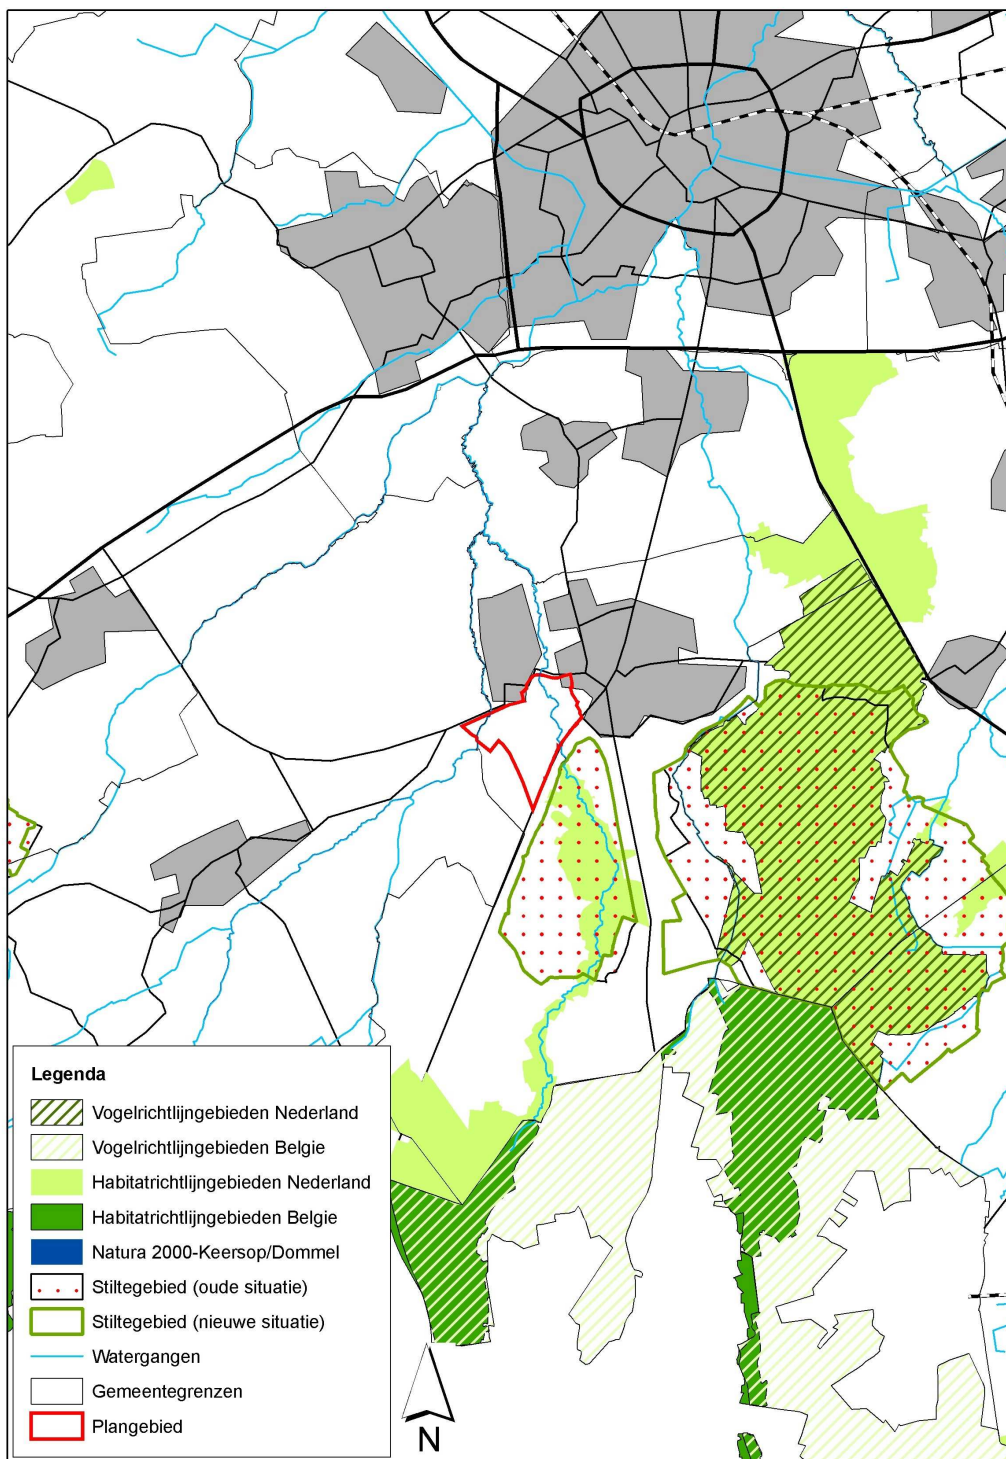 Legenda
Vogelrichtlijngebieden Nederland
Vogelrichtlijngebieden Belgie
Habitatrichtlijngebieden Nederland
Habitatrichtlijngebieden Belgie
Natura 2000-Keersop/Dommel
Stiltegebied (oude situatie)
Stiltegebied (nieuwe situatie)
Watergangen
Gemeentegrenzen
Plangebied
N